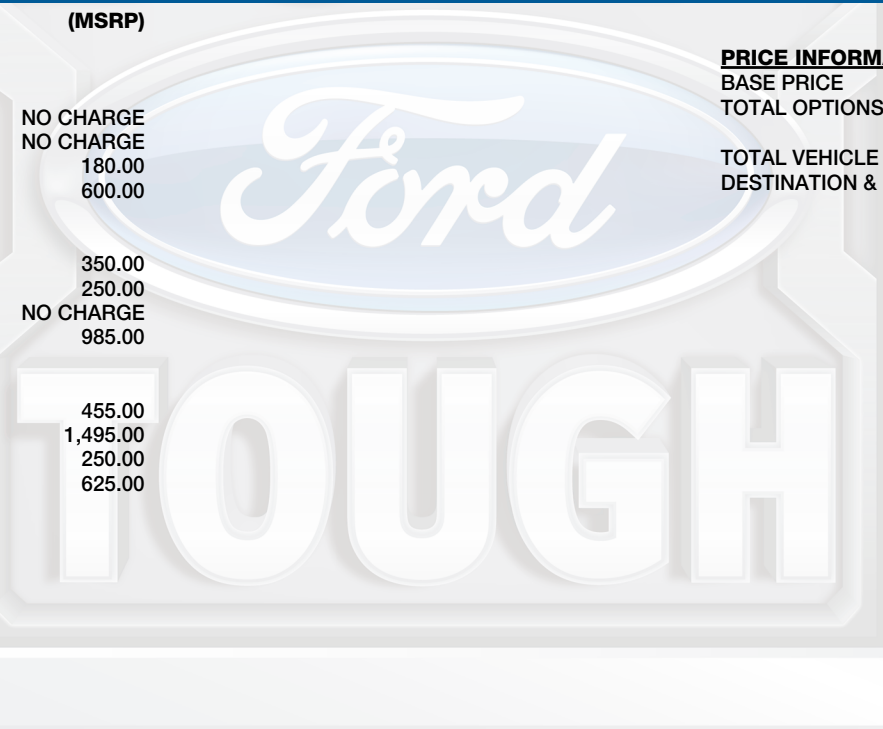 (MSRP)
NO CHARGE
NO CHARGE
180.00
600.00
350.00
250.00
NO CHARGE
985.00
455.00
1,495.00
250.00
625.00
PRICE
BASE PRICE
TOTAL OPTIONS
TOTAL VEHICLE
DESTINATION &
Ford
TOUGH